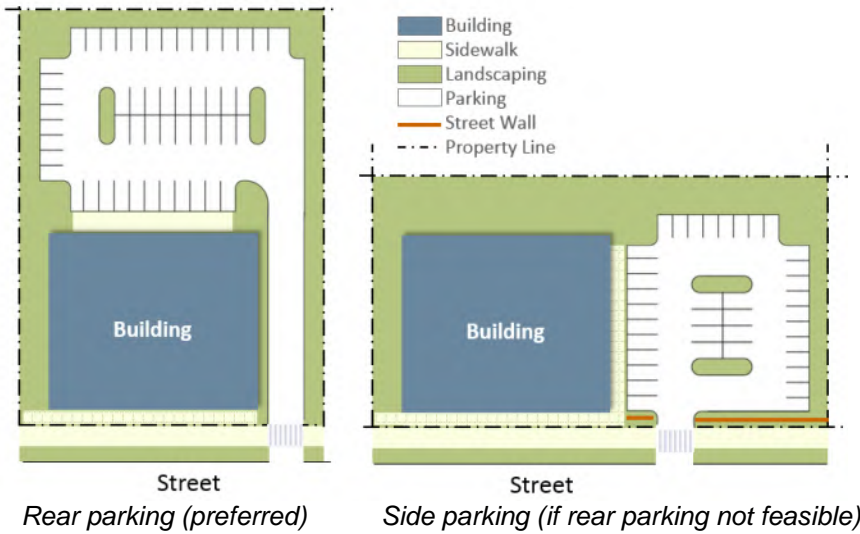 Building
Sidewalk
Landscaping
Parking
Street Wall
Property Line
Building
Building
Street
Street
Rear parking (preferred)
Side parking (if rear parking not feasible)